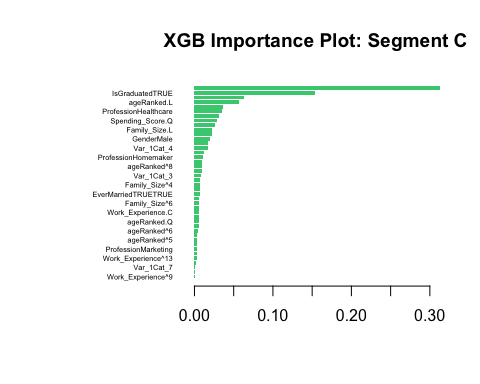 XGB Importance Plot: Segment C
IsGraduatedTRUE
ageRanked.L
ProfessionHealthcare
Spending_Score.Q
Family_Size.L
GenderMale
Var_1Cat_4
ProfessionHomemaker
ageRanked^8
Var_1Cat_3
Family_Size^4
EverMarriedTRUETRUE
Family_Size^6
Work_Experience.C
ageRanked.Q
ageRanked^6
ageRanked^5
ProfessionMarketing
Work_Experience^13
Var_1Cat_7
Work_Experience^9
0.00 0.10 0.20 0.30